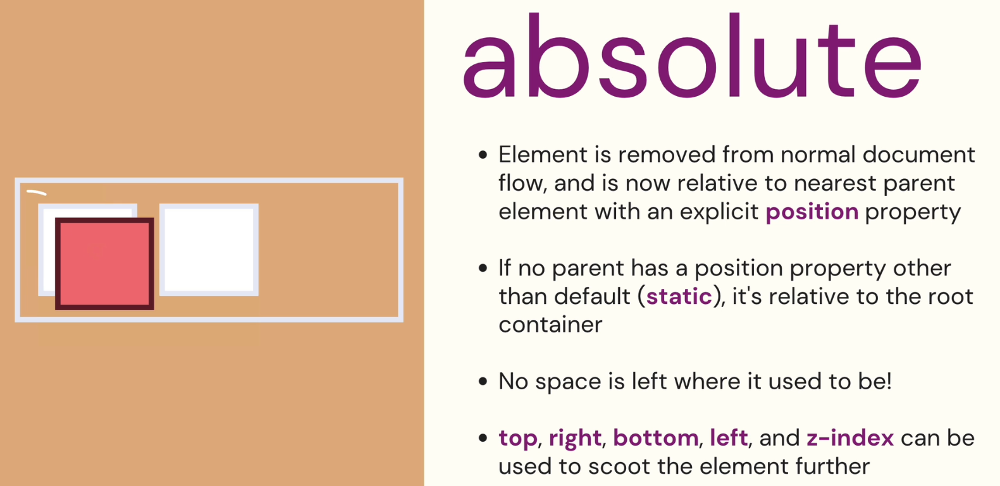 absolute
• Element is removed from normal document
flow, and is now relative to nearest parent
element with an explicit position property
• If no parent has a position property other
than default (static), it's relative to the root
container
• No space is left where it used to be!
• top, right, bottom, left, and z-index can be
used to scoot the element further